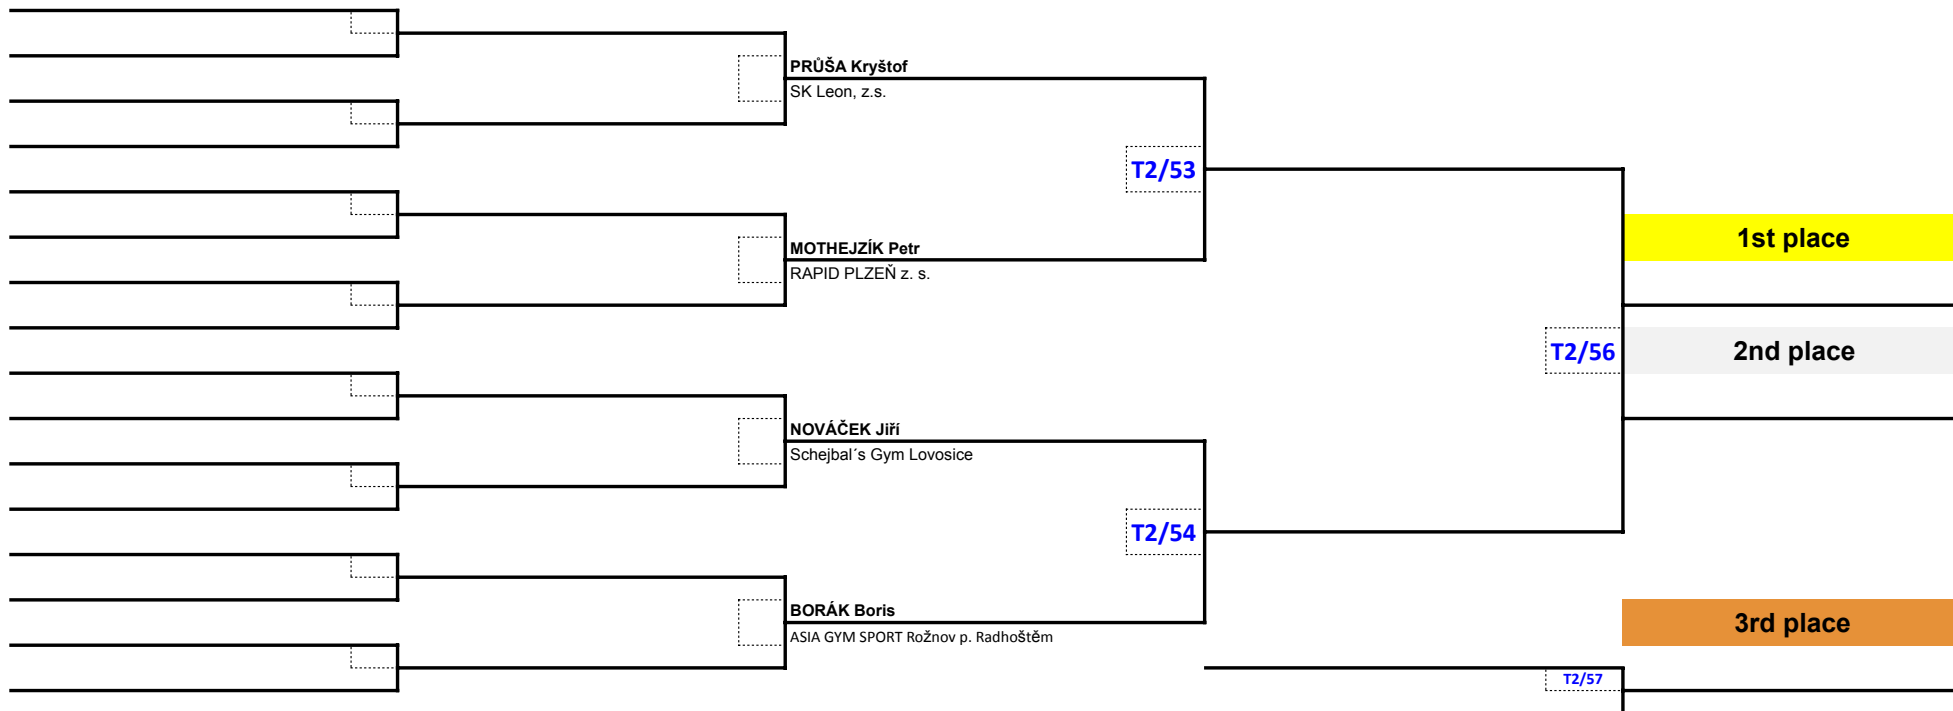 PRŮŠA Kryštof
SK Leon, z.s.
T2/53
MOTHEJZÍK Petr
RAPID PLZEŇ z. s.
1st place
T2/56
2nd place
NOVÁČEK Jiří
Schejbal´s Gym Lovosice
T2/54
BORÁK Boris
ASIA GYM SPORT Rožnov p. Radhoštěm
3rd place
T2/57